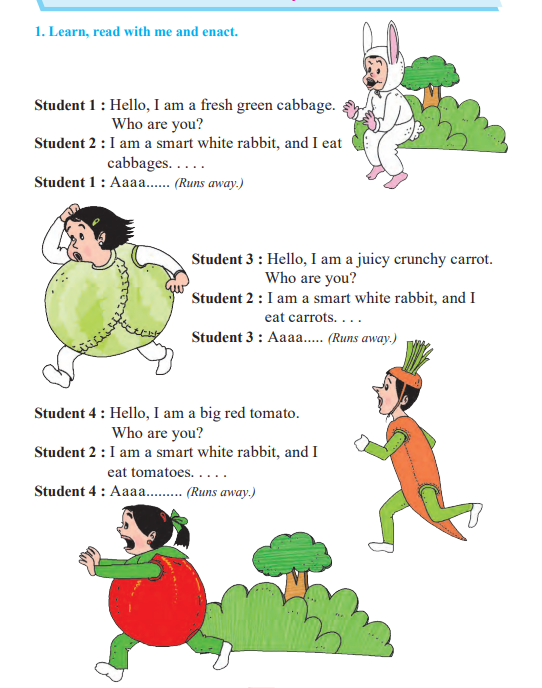 1. Learn, read with me and enact.
Student 1 : Hello, I am a fresh green cabbage.
Who are you?
Student 2 : I am a smart white rabbit, and I eat
cabbages. . . . .
Student 1 : Aaaa...... (Runs away.)
Student 3 : Hello, I am a juicy crunchy carrot.
Who are you?
Student 2 : I am a smart white rabbit, and I
eat carrots. . . .
Student 3 : Aaaa..... (Runs away.)
Student 4 : Hello, I am a big red tomato.
Who are you?
Student 2 : I am a smart white rabbit, and I
eat tomatoes. . . . .
Student 4 : Aaaa......... (Runs away.)